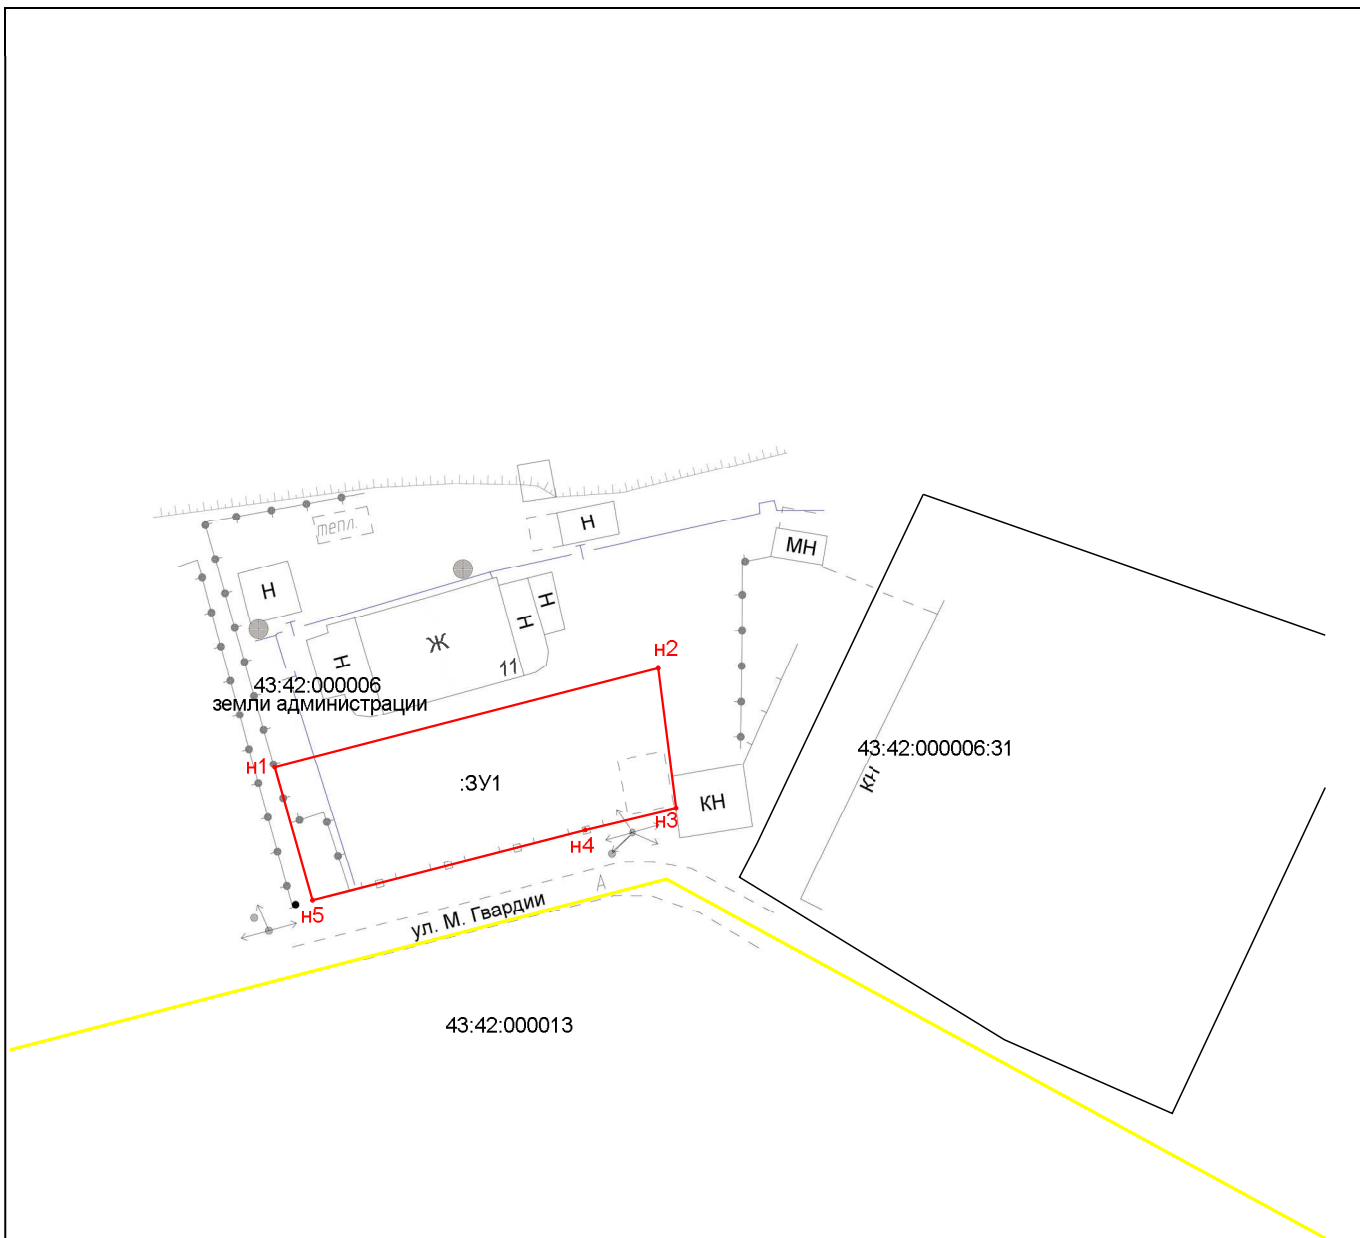 тепл.
Н
МН
Н
Н
Н
Ж
Н
11
н2
43:42:000006
земли администрации
43:42:000006:31
н1
:ЗУ1
кн
КН
н3
н4
А
н5
ул. М. Гвардии
43:42:000013